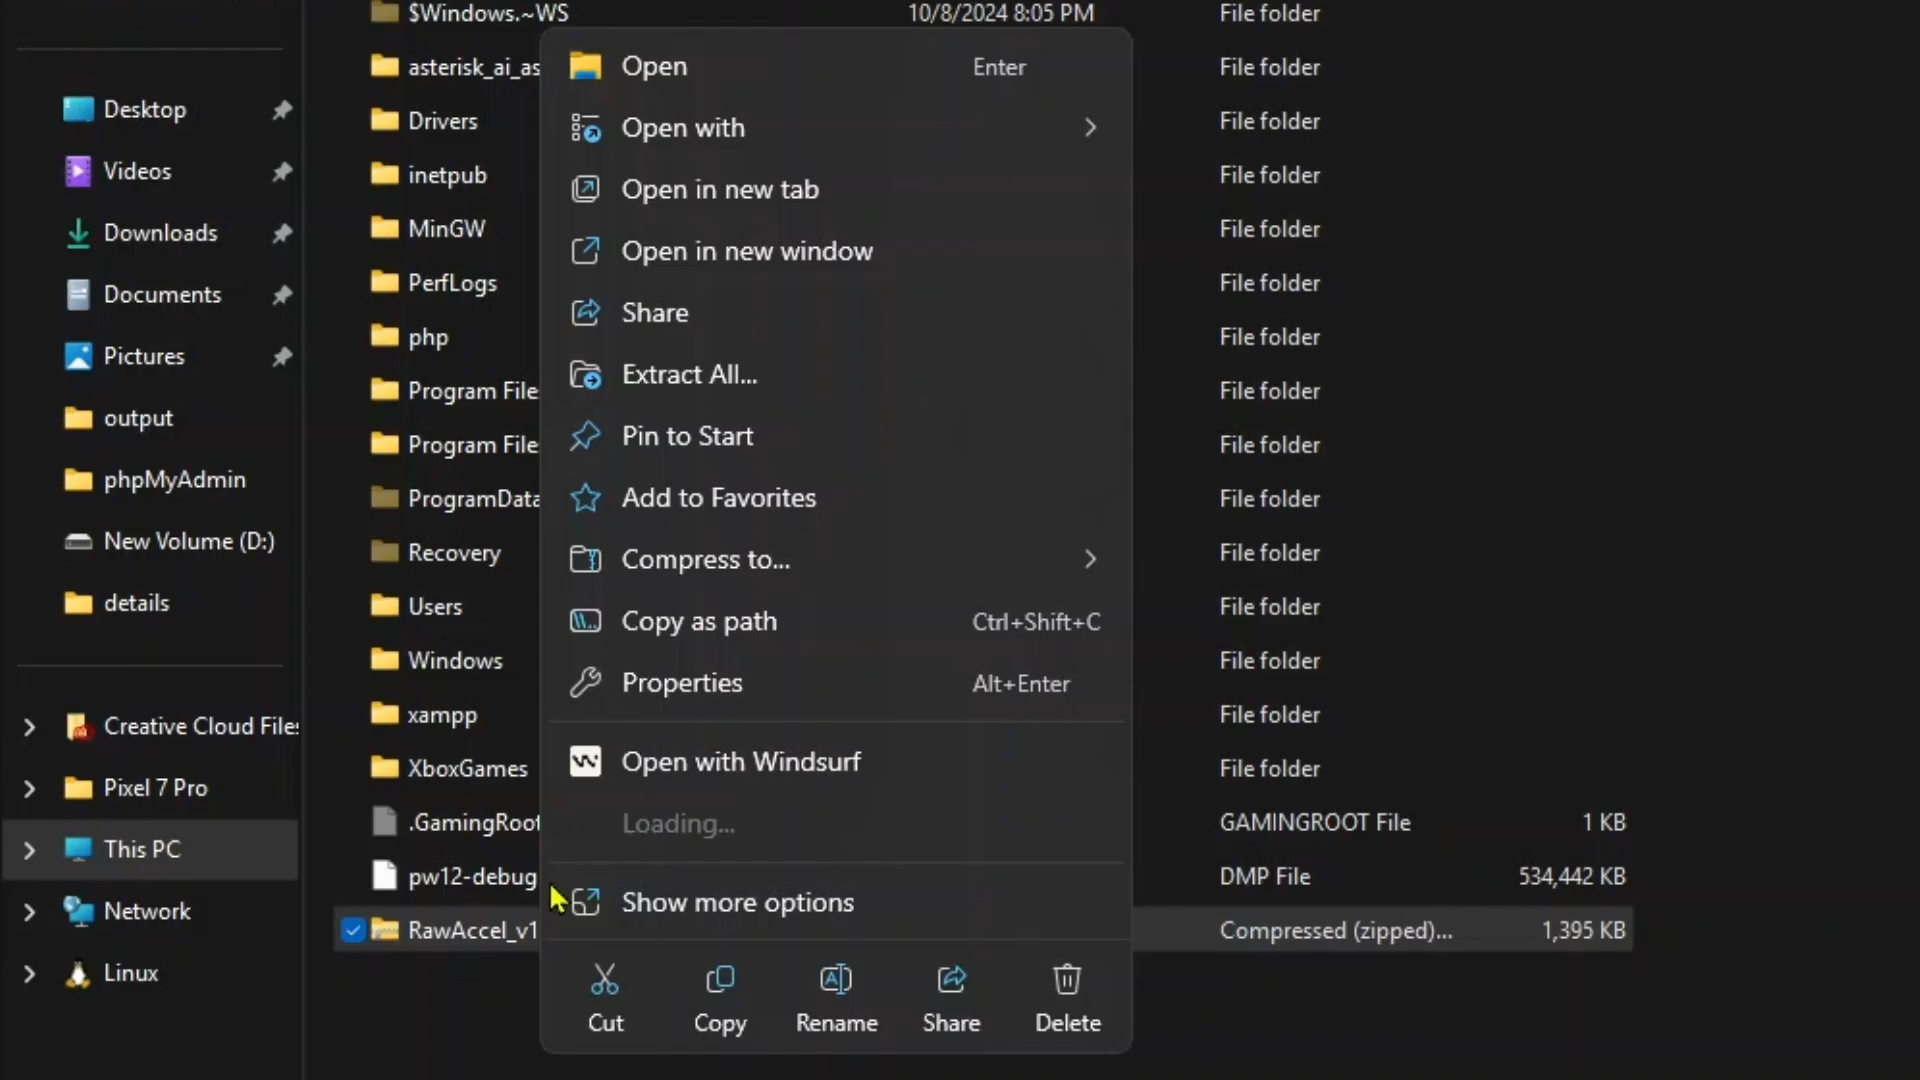 Desktop
Videos
Downloads
Documents
Pictures
output
phpMyAdmin
New Volume (D:)
details
Creative Cloud Files
Pixel 7 Pro
This PC
Network
Linux
$Windows.~WS 10/8/2024 8:05 PM File folder
asterisk_ai_as File folder
Drivers File folder
inetpub File folder
MinGW File folder
PerfLogs File folder
php File folder
Program File File folder
Program File File folder
ProgramData File folder
Recovery File folder
Users File folder
Windows File folder
xampp File folder
XboxGames File folder
.GamingRoot GAMINGROOT File 1 KB
pw12-debug DMP File 534,442 KB
RawAccel_v1 Compressed (zipped)... 1,395 KB
Open Enter
Open with
Open in new tab
Open in new window
Share
Extract All...
Pin to Start
Add to Favorites
Compress to...
Copy as path Ctrl+Shift+C
Properties Alt+Enter
Open with Windsurf
Loading...
Show more options
Cut Copy Rename Share Delete